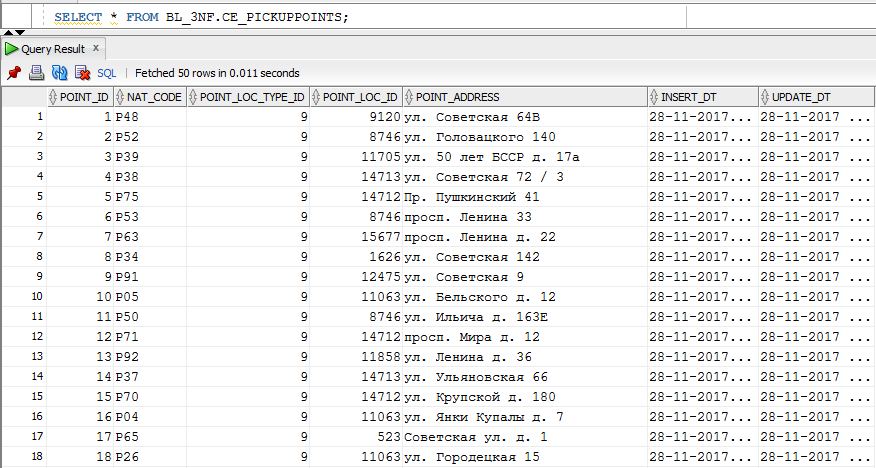 SELECT * FROM BL_3NF.CE_PICKUPPOINTS;
Query Result x
SQL | Fetched 50 rows in 0.011 seconds
POINT_ID NAT_CODE POINT_LOC_TYPE_ID POINT_LOC_ID POINT_ADDRESS INSERT_DT UPDATE_DT
1 1 P48 9 9120 ул. Советская 64В 28-11-2017... 28-11-2017 ...
2 2 P52 9 8746 ул. Головацкого 140 28-11-2017... 28-11-2017 ...
3 3 P39 9 11705 ул. 50 лет БССР д. 17а 28-11-2017... 28-11-2017 ...
4 4 P38 9 14713 ул. Советская 72 / 3 28-11-2017... 28-11-2017 ...
5 5 P75 9 14712 Пр. Пушкинский 41 28-11-2017... 28-11-2017 ...
6 6 P53 9 8746 просп. Ленина 33 28-11-2017... 28-11-2017 ...
7 7 P63 9 15677 просп. Ленина д. 22 28-11-2017... 28-11-2017 ...
8 8 P34 9 1626 ул. Советская 142 28-11-2017... 28-11-2017 ...
9 9 P91 9 12475 ул. Советская 9 28-11-2017... 28-11-2017 ...
10 10 P05 9 11063 ул. Бельского д. 12 28-11-2017... 28-11-2017 ...
11 11 P50 9 8746 ул. Ильича д. 163Е 28-11-2017... 28-11-2017 ...
12 12 P71 9 14712 просп. Мира д. 12 28-11-2017... 28-11-2017 ...
13 13 P92 9 11858 ул. Ленина д. 36 28-11-2017... 28-11-2017 ...
14 14 P37 9 14713 ул. Ульяновская 66 28-11-2017... 28-11-2017 ...
15 15 P70 9 14712 ул. Крупской д. 180 28-11-2017... 28-11-2017 ...
16 16 P04 9 11063 ул. Янки Купалы д. 7 28-11-2017... 28-11-2017 ...
17 17 P65 9 523 Советская ул. д. 1 28-11-2017... 28-11-2017 ...
18 18 P26 9 11063 ул. Городецкая 15 28-11-2017... 28-11-2017 ...